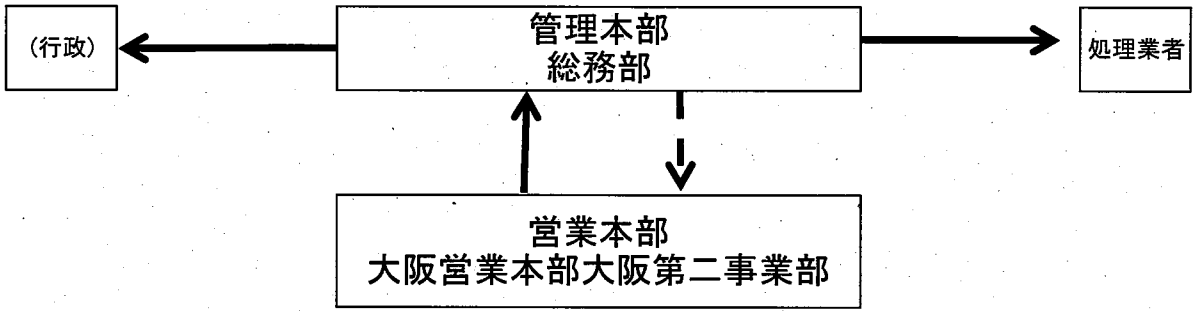 (行政)
管理本部
総務部
処理業者
営業本部
大阪営業本部大阪第二事業部